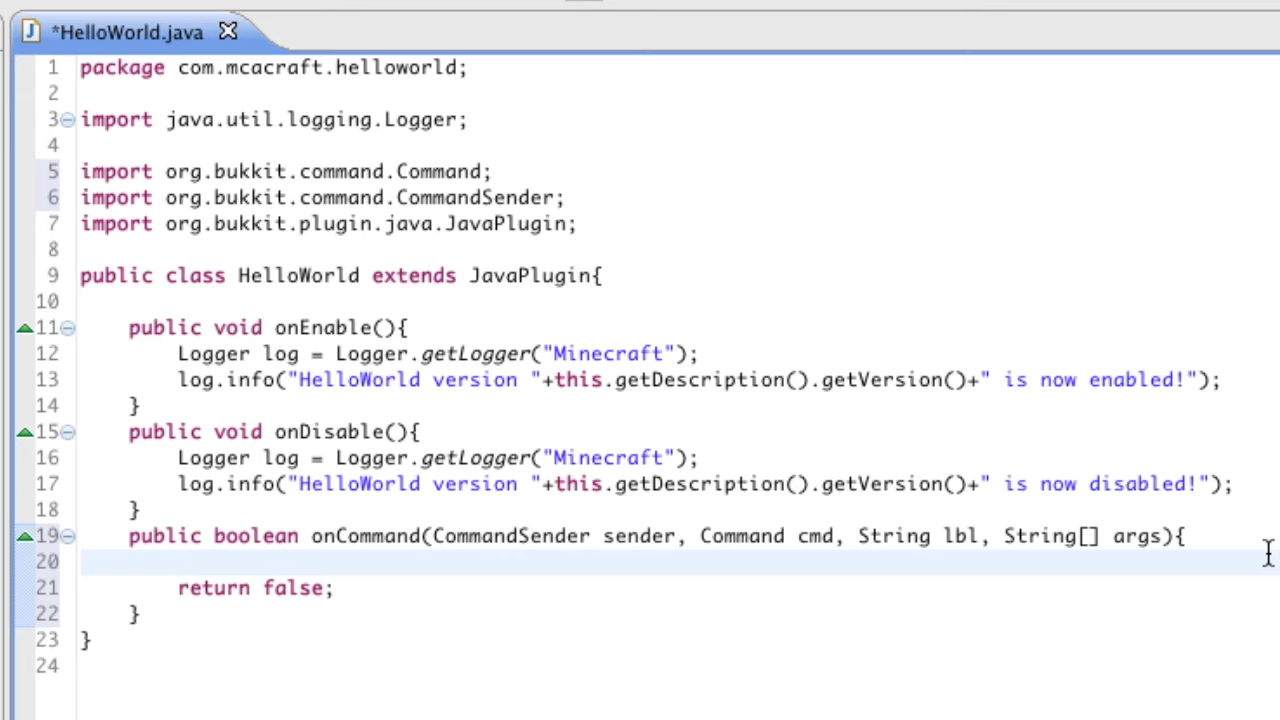 *HelloWorld.java
1 package com.mcacraft.helloworld;
2
3 import java.util.logging.Logger;
4
5 import org.bukkit.command.Command;
6 import org.bukkit.command.CommandSender;
7 import org.bukkit.plugin.java.JavaPlugin;
8
9 public class HelloWorld extends JavaPlugin{
10
11 public void onEnable(){
12 Logger log = Logger.getLogger("Minecraft");
13 log.info("HelloWorld version "+this.getDescription().getVersion()+" is now enabled!");
14 }
15 public void onDisable(){
16 Logger log = Logger.getLogger("Minecraft");
17 log.info("HelloWorld version "+this.getDescription().getVersion()+" is now disabled!");
18 }
19 public boolean onCommand(CommandSender sender, Command cmd, String lbl, String[] args){
20
21 return false;
22 }
23 }
24